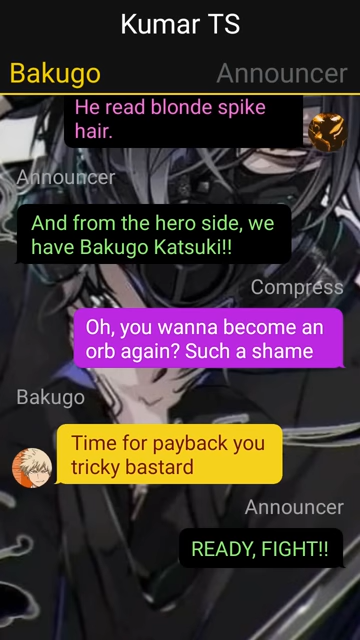 Kumar TS
Bakugo
Announcer
He read blonde spike
hair.
Announcer
And from the hero side, we
have Bakugo Katsuki!!
Compress
Oh, you wanna become an
orb again? Such a shame
Bakugo
Time for payback you
tricky bastard
Announcer
READY, FIGHT!!